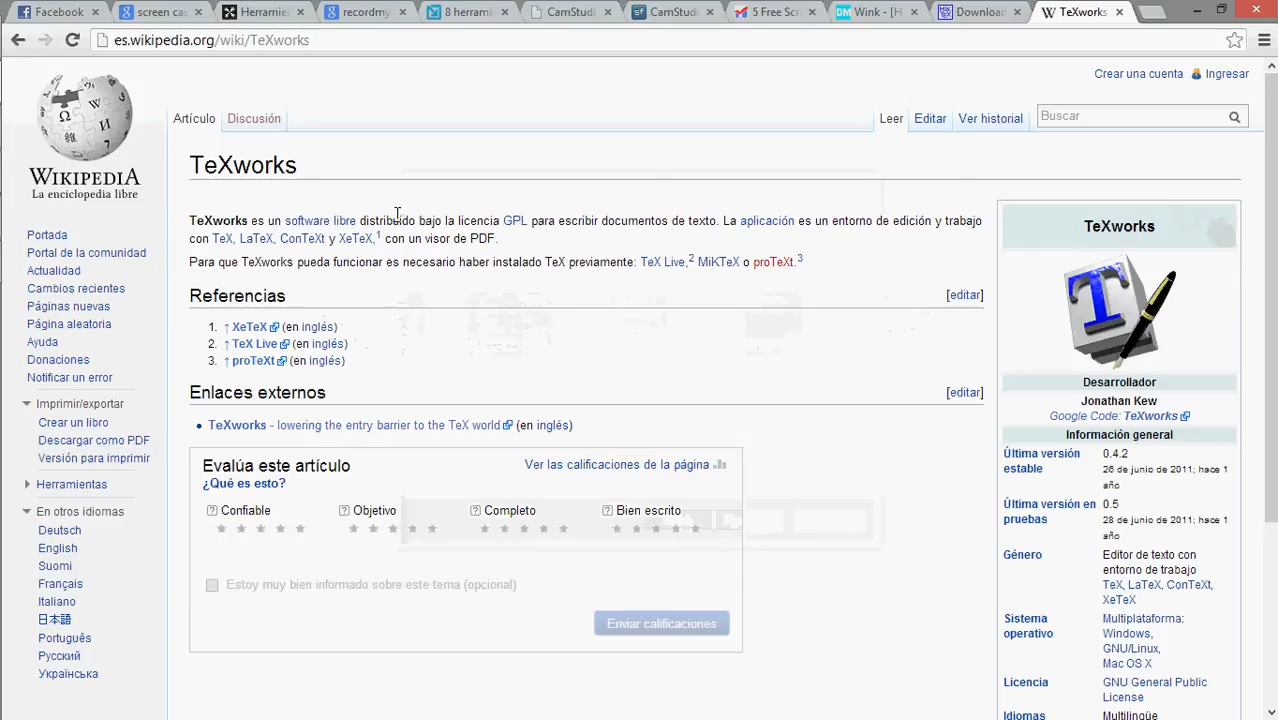 Facebook
screen cas
Herramie
recordmy
8 herrami
CamStudi
CamStudi
5 Free Scr
Wink - [H
Download
TeXworks
es.wikipedia.org/wiki/TeXworks
Crear una cuenta
Ingresar
Artículo
Discusión
Leer
Editar
Ver historial
Buscar
WIKIPEDIA
La enciclopedia libre
Portada
Portal de la comunidad
Actualidad
Cambios recientes
Páginas nuevas
Página aleatoria
Ayuda
Donaciones
Notificar un error
Imprimir/exportar
Crear un libro
Descargar como PDF
Versión para imprimir
Herramientas
En otros idiomas
Deutsch
English
Suomi
Français
Italiano
日本語
Português
Русский
Українська
TeXworks
TeXworks es un software libre distribuido bajo la licencia GPL para escribir documentos de texto. La aplicación es un entorno de edición y trabajo
con TeX, LaTeX, ConTeXt y XeTeX,1 con un visor de PDF.
Para que TeXworks pueda funcionar es necesario haber instalado TeX previamente: TeX Live,2 MiKTeX o proTeXt.3
Referencias
[editar]
1. ↑ XeTeX (en inglés)
2. ↑ TeX Live (en inglés)
3. ↑ proTeXt (en inglés)
Enlaces externos
[editar]
TeXworks - lowering the entry barrier to the TeX world (en inglés)
Evalúa este artículo
Ver las calificaciones de la página
¿Qué es esto?
? Confiable
? Objetivo
? Completo
? Bien escrito
Estoy muy bien informado sobre este tema (opcional)
Enviar calificaciones
TeXworks
Desarrollador
Jonathan Kew
Google Code: TeXworks
Información general
Última versión estable
0.4.2
26 de junio de 2011; hace 1 año
Última versión en pruebas
0.5
28 de junio de 2011; hace 1 año
Género
Editor de texto con
entorno de trabajo
TeX, LaTeX, ConTeXt,
XeTeX
Sistema operativo
Multiplataforma:
Windows,
GNU/Linux,
Mac OS X
Licencia
GNU General Public
License
Idiomas
Multilingüe